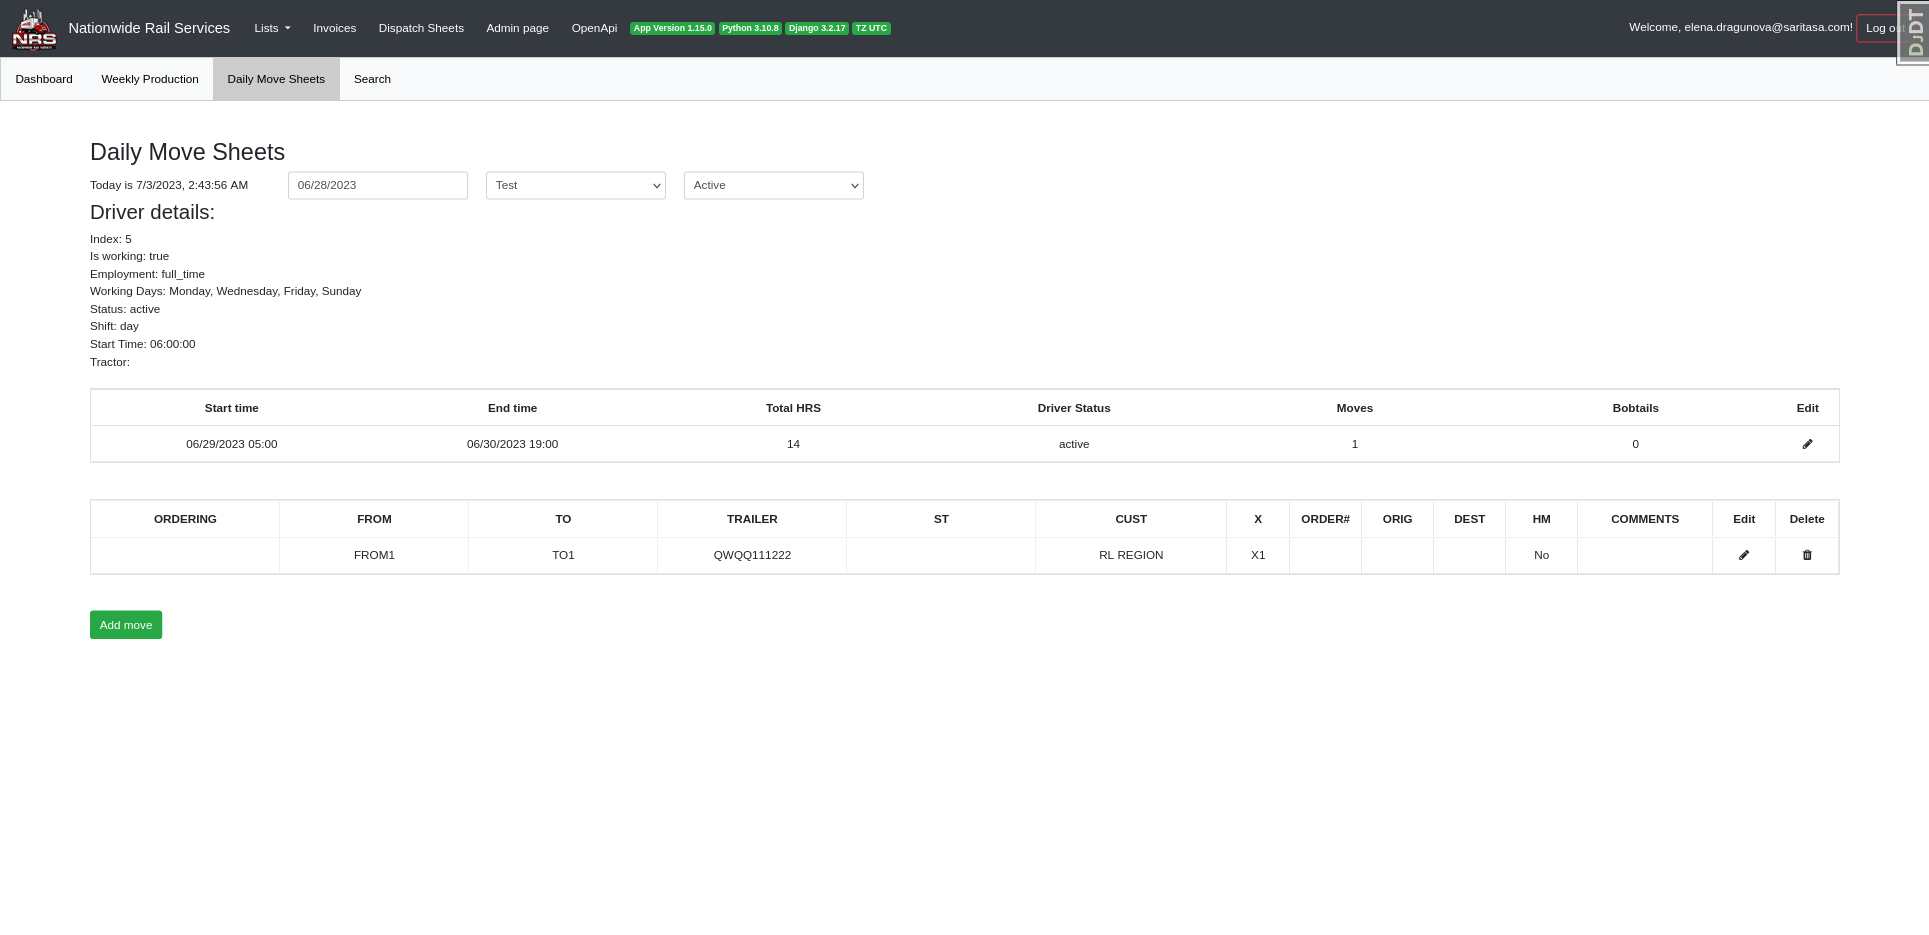 NRS Nationwide Rail Services Lists Invoices Dispatch Sheets Admin page OpenApi App Version 1.15.0 Python 3.10.8 Django 3.2.17 TZ UTC Welcome, elena.dragunova@saritasa.com! Log out
DJDT
Dashboard Weekly Production Daily Move Sheets Search
Daily Move Sheets
Today is 7/3/2023, 2:43:56 AM 06/28/2023 Test Active
Driver details:
Index: 5
Is working: true
Employment: full_time
Working Days: Monday, Wednesday, Friday, Sunday
Status: active
Shift: day
Start Time: 06:00:00
Tractor:
Start time End time Total HRS Driver Status Moves Bobtails Edit
06/29/2023 05:00 06/30/2023 19:00 14 active 1 0
ORDERING FROM TO TRAILER ST CUST X ORDER# ORIG DEST HM COMMENTS Edit Delete
FROM1 TO1 QWQQ111222 RL REGION X1 No
Add move